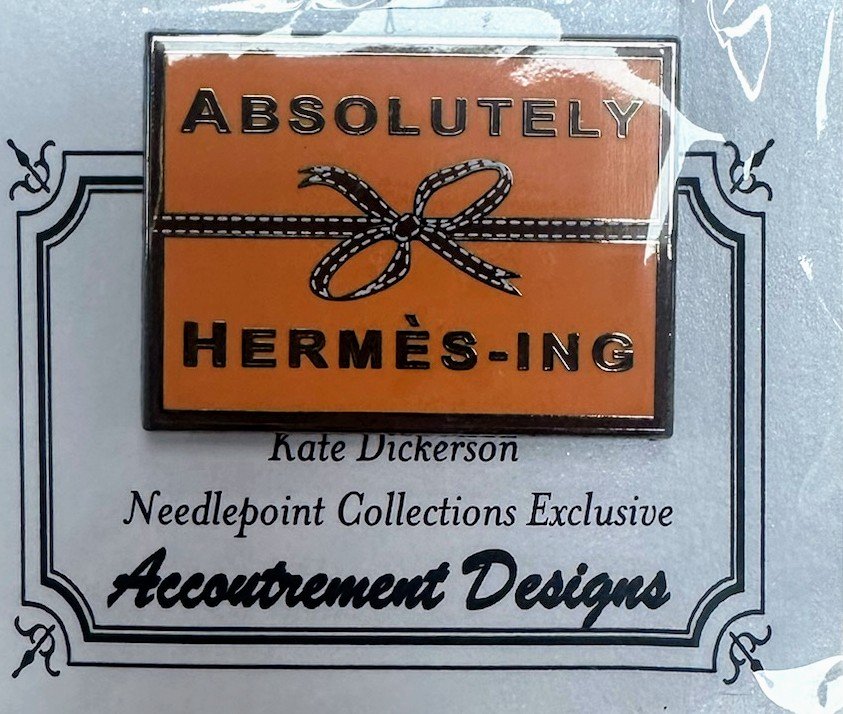 ABSOLUTELY
HERMÈS-ING
Kate Dickerson
Needlepoint Collections Exclusive
Accoutrement Designs